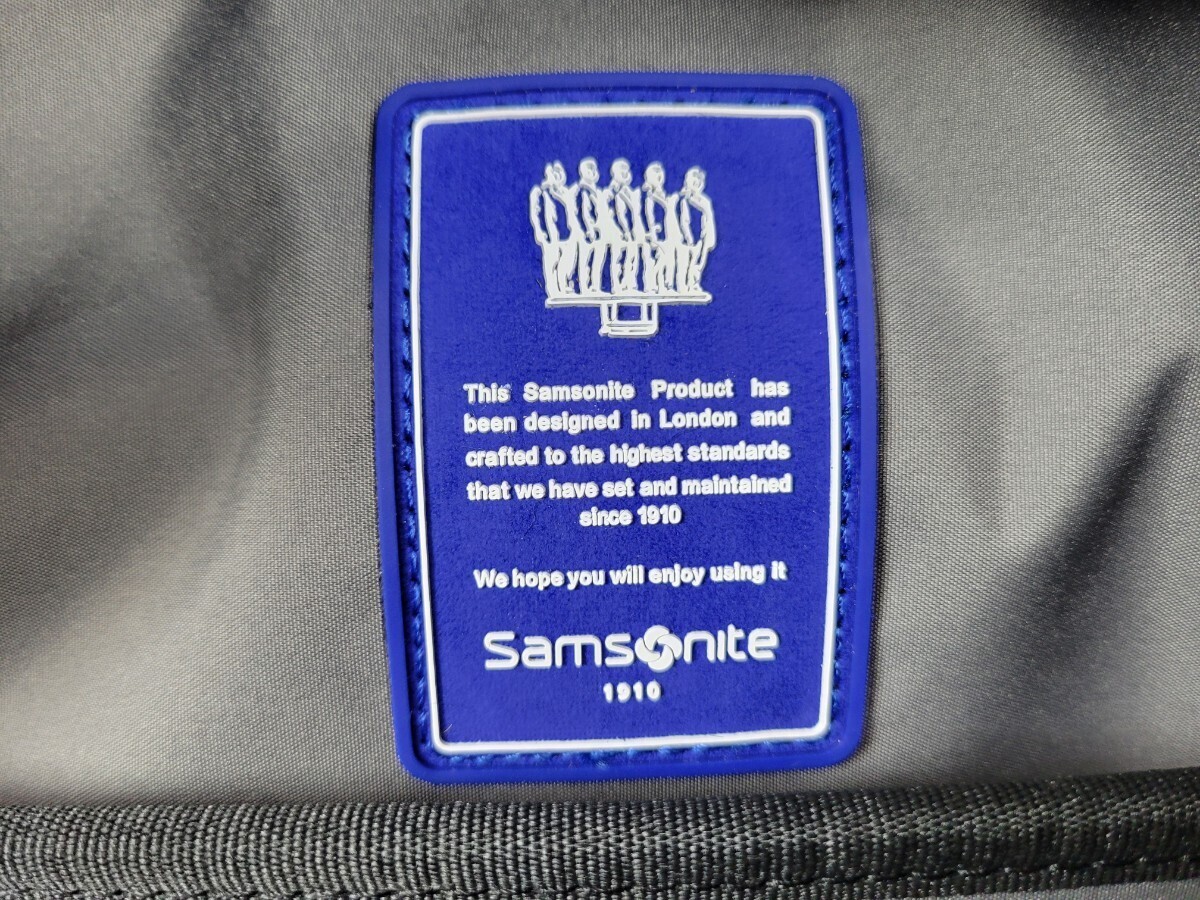 This Samsonite Product has
been designed in London and
crafted to the highest standards
that we have set and maintained
since 1910
We hope you will enjoy using it
Samsonite
1910